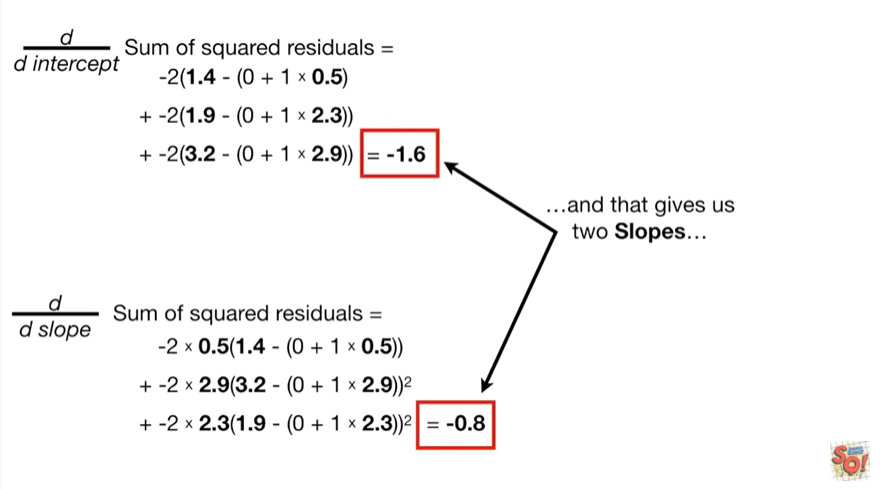 d
d intercept
Sum of squared residuals =
-2(1.4 - (0 + 1 × 0.5)
+ -2(1.9 - (0 + 1 × 2.3))
+ -2(3.2 - (0 + 1 × 2.9)) = -1.6
…and that gives us
two Slopes…
d
d slope
Sum of squared residuals =
-2 × 0.5(1.4 - (0 + 1 × 0.5))
+ -2 × 2.9(3.2 - (0 + 1 × 2.9))²
+ -2 × 2.3(1.9 - (0 + 1 × 2.3))² = -0.8
SQ!